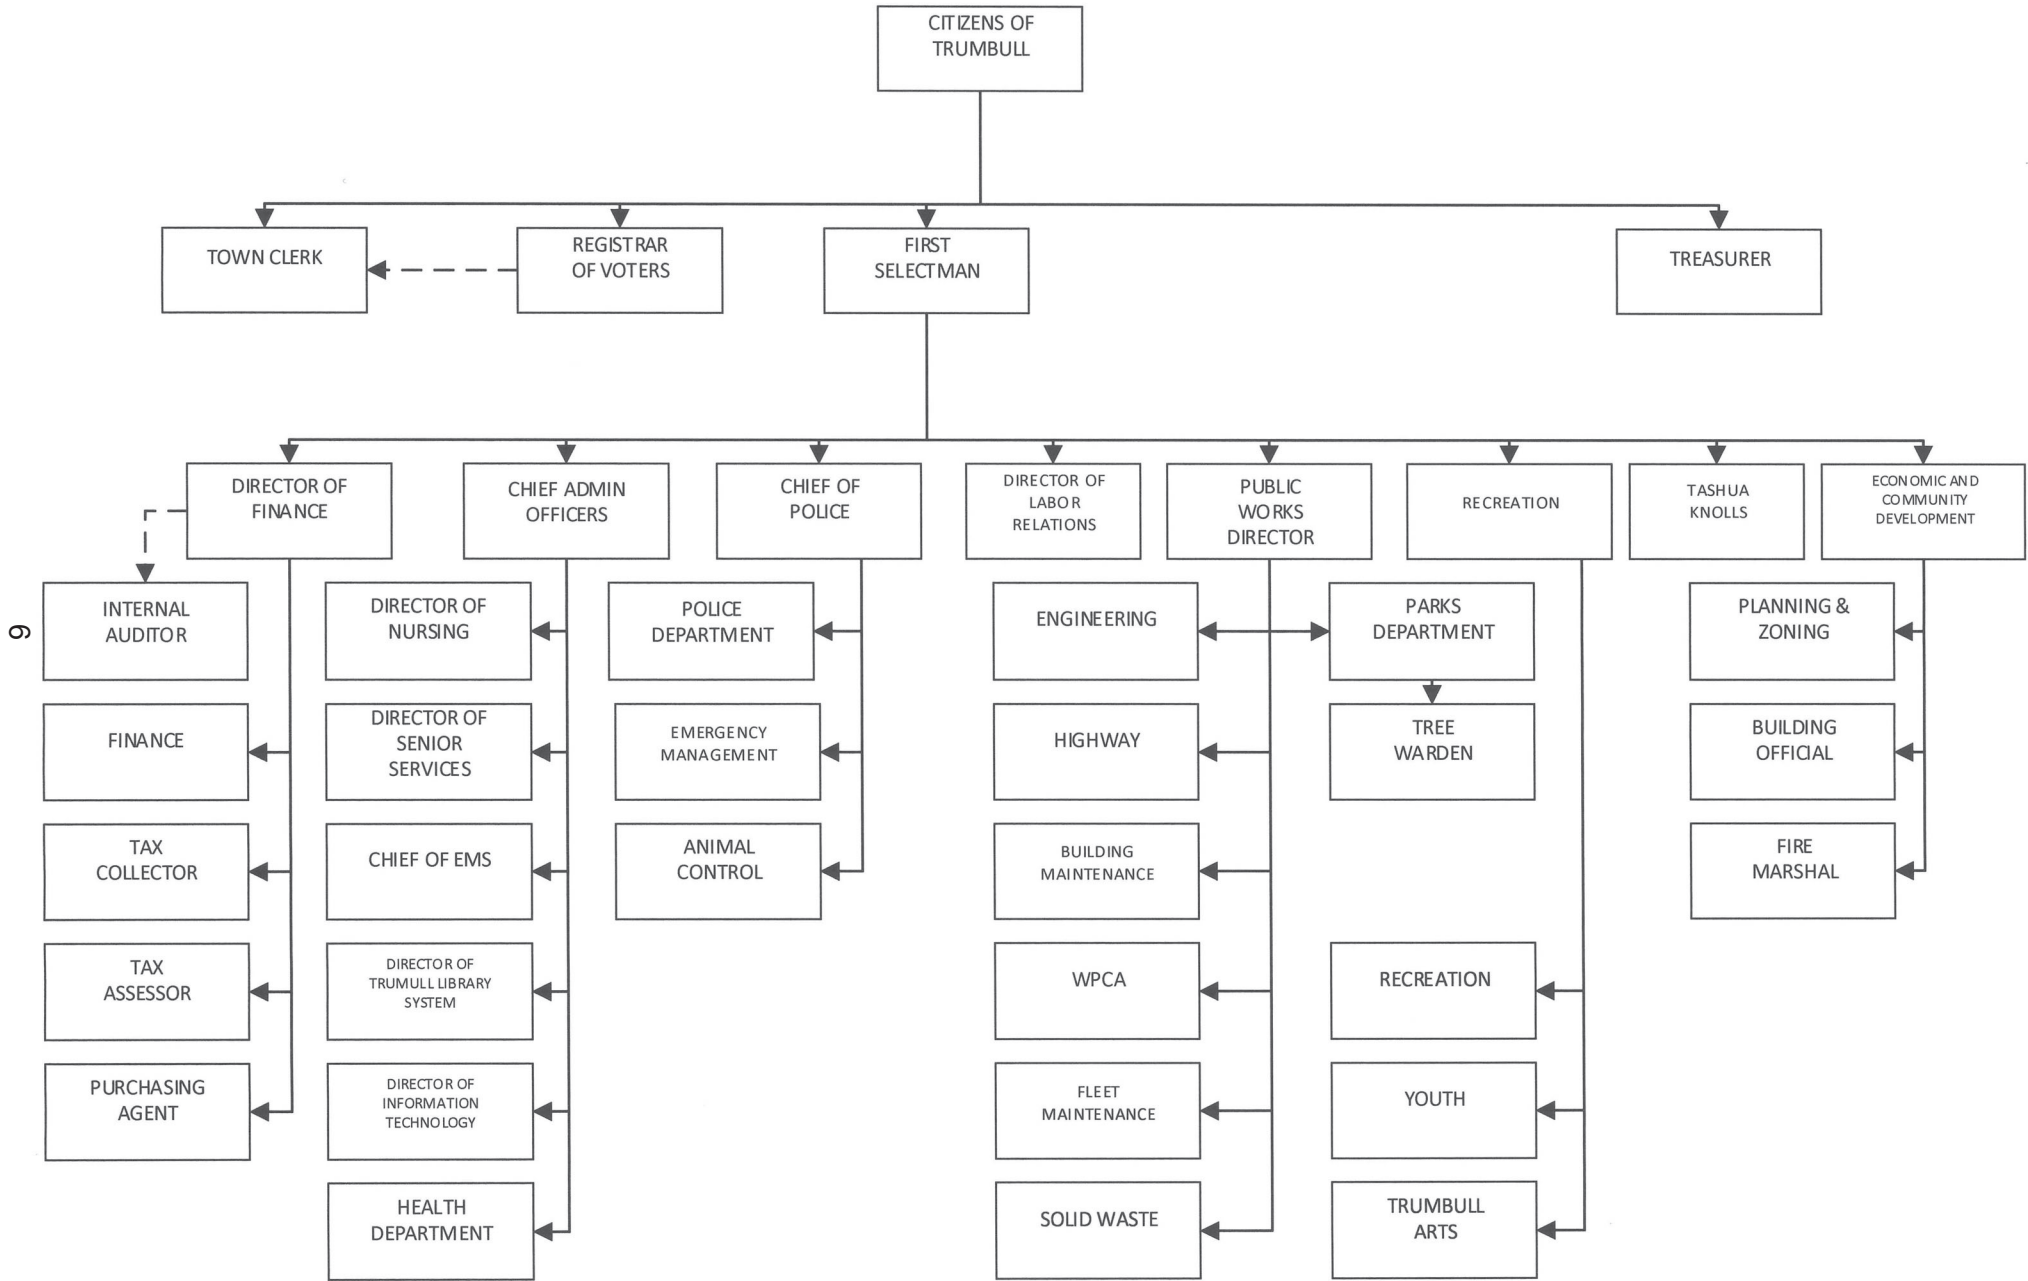 CITIZENS OF
TRUMBULL
TOWN CLERK
REGISTRAR
OF VOTERS
FIRST
SELECTMAN
TREASURER
DIRECTOR OF
FINANCE
CHIEF ADMIN
OFFICERS
CHIEF OF
POLICE
DIRECTOR OF
LABOR
RELATIONS
PUBLIC
WORKS
DIRECTOR
RECREATION
TASHUA
KNOLLS
ECONOMIC AND
COMMUNITY
DEVELOPMENT
INTERNAL
AUDITOR
DIRECTOR OF
NURSING
POLICE
DEPARTMENT
ENGINEERING
PARKS
DEPARTMENT
PLANNING &
ZONING
9
FINANCE
DIRECTOR OF
SENIOR
SERVICES
EMERGENCY
MANAGEMENT
HIGHWAY
TREE
WARDEN
BUILDING
OFFICIAL
TAX
COLLECTOR
CHIEF OF EMS
ANIMAL
CONTROL
BUILDING
MAINTENANCE
FIRE
MARSHAL
TAX
ASSESSOR
DIRECTOR OF
TRUMULL LIBRARY
SYSTEM
WPCA
RECREATION
PURCHASING
AGENT
DIRECTOR OF
INFORMATION
TECHNOLOGY
FLEET
MAINTENANCE
YOUTH
HEALTH
DEPARTMENT
SOLID WASTE
TRUMBULL
ARTS